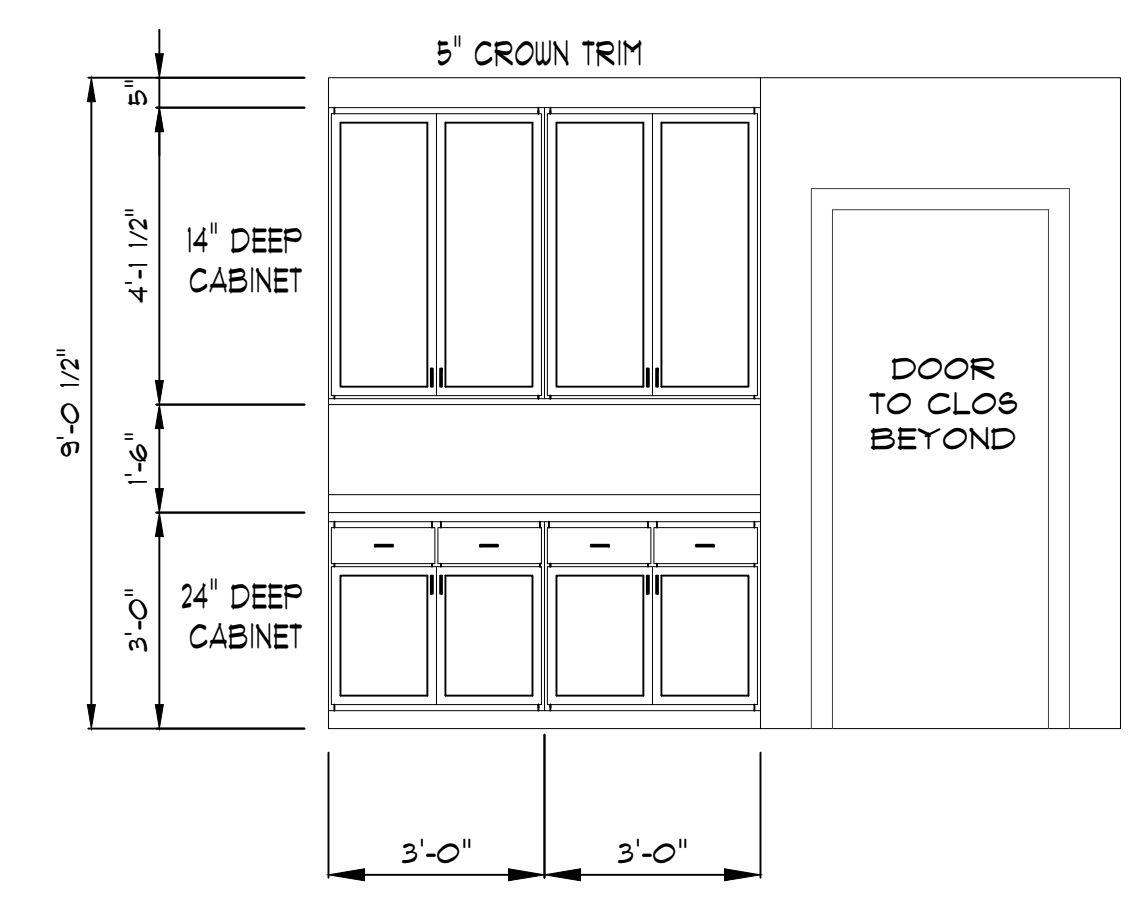 5" CROWN TRIM
5"
4'-1 1/2"
14" DEEP
CABINET
9'-0 1/2"
1'-6"
DOOR
TO CLOS
BEYOND
3'-0"
24" DEEP
CABINET
3'-0"
3'-0"